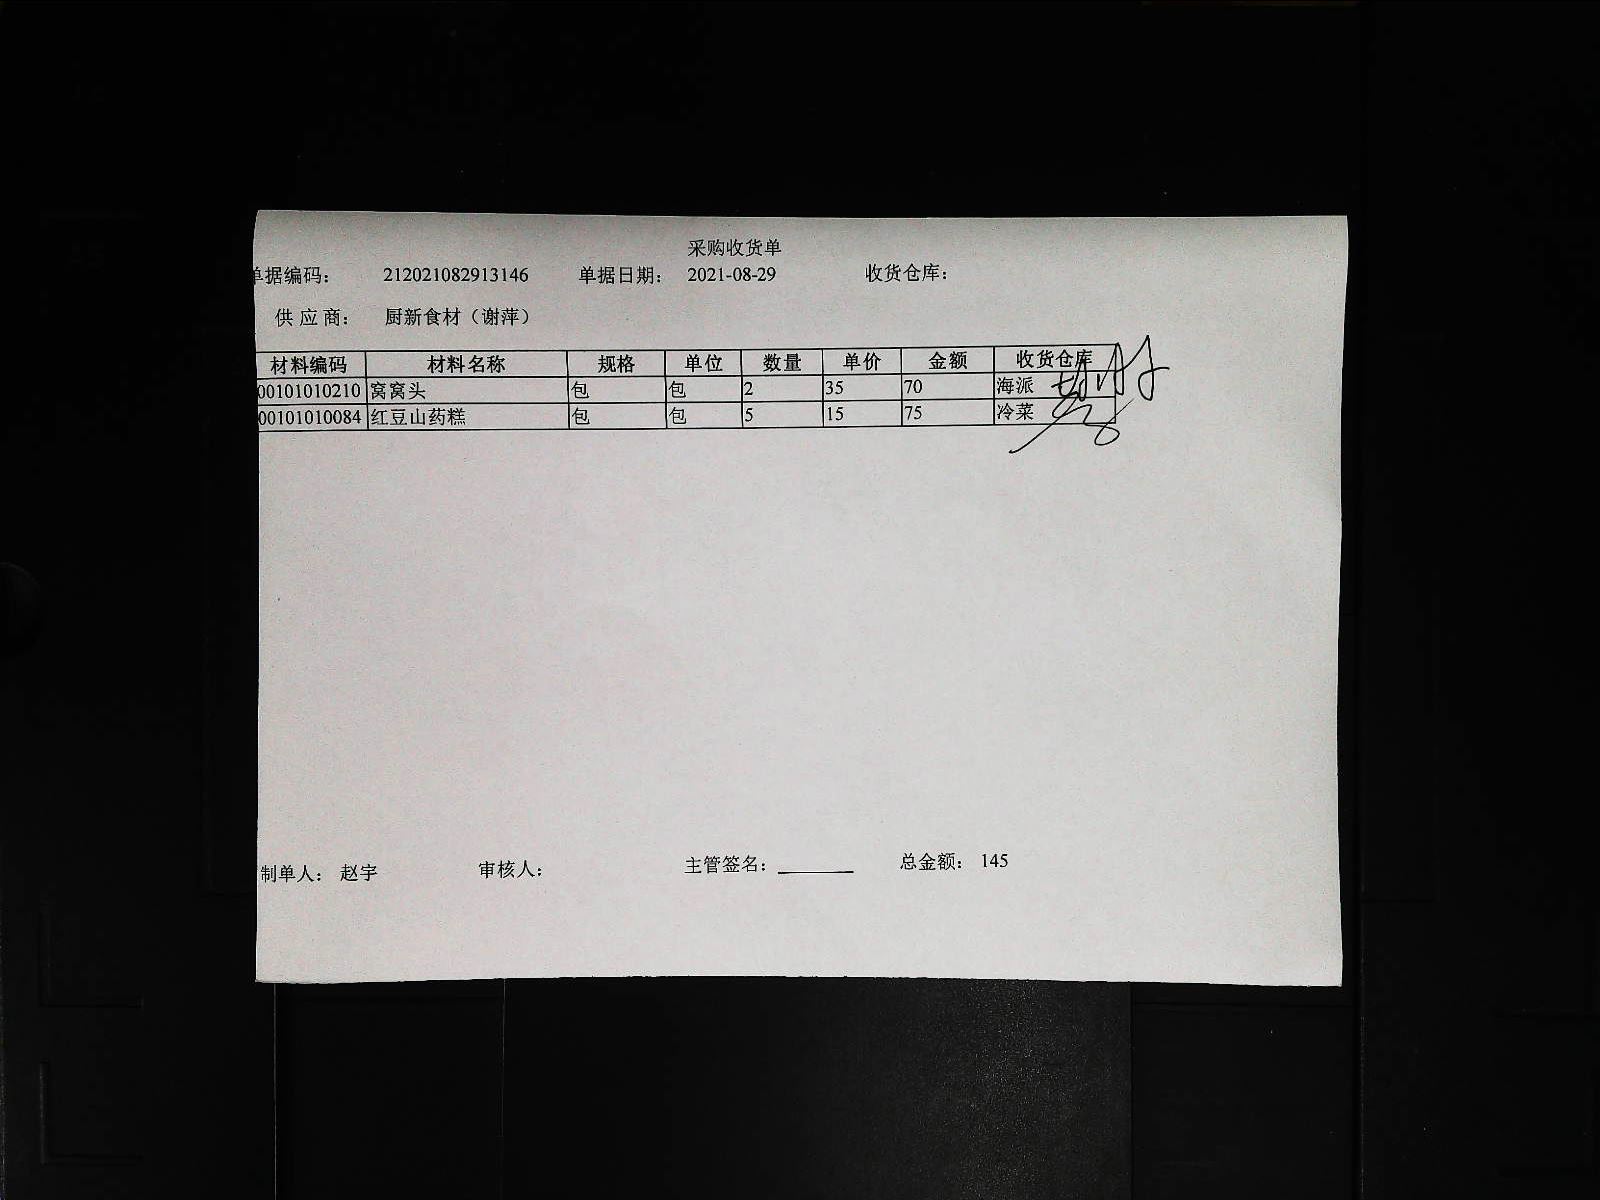 采购收货单
单据编码： 212021082913146 单据日期： 2021-08-29 收货仓库：
供 应 商： 厨新食材（谢萍）
材料编码 材料名称 规格 单位 数量 单价 金额 收货仓库
00101010210 窝窝头 包 包 2 35 70 海派
00101010084 红豆山药糕 包 包 5 15 75 冷菜
制单人： 赵宇 审核人： 主管签名： 总金额： 145